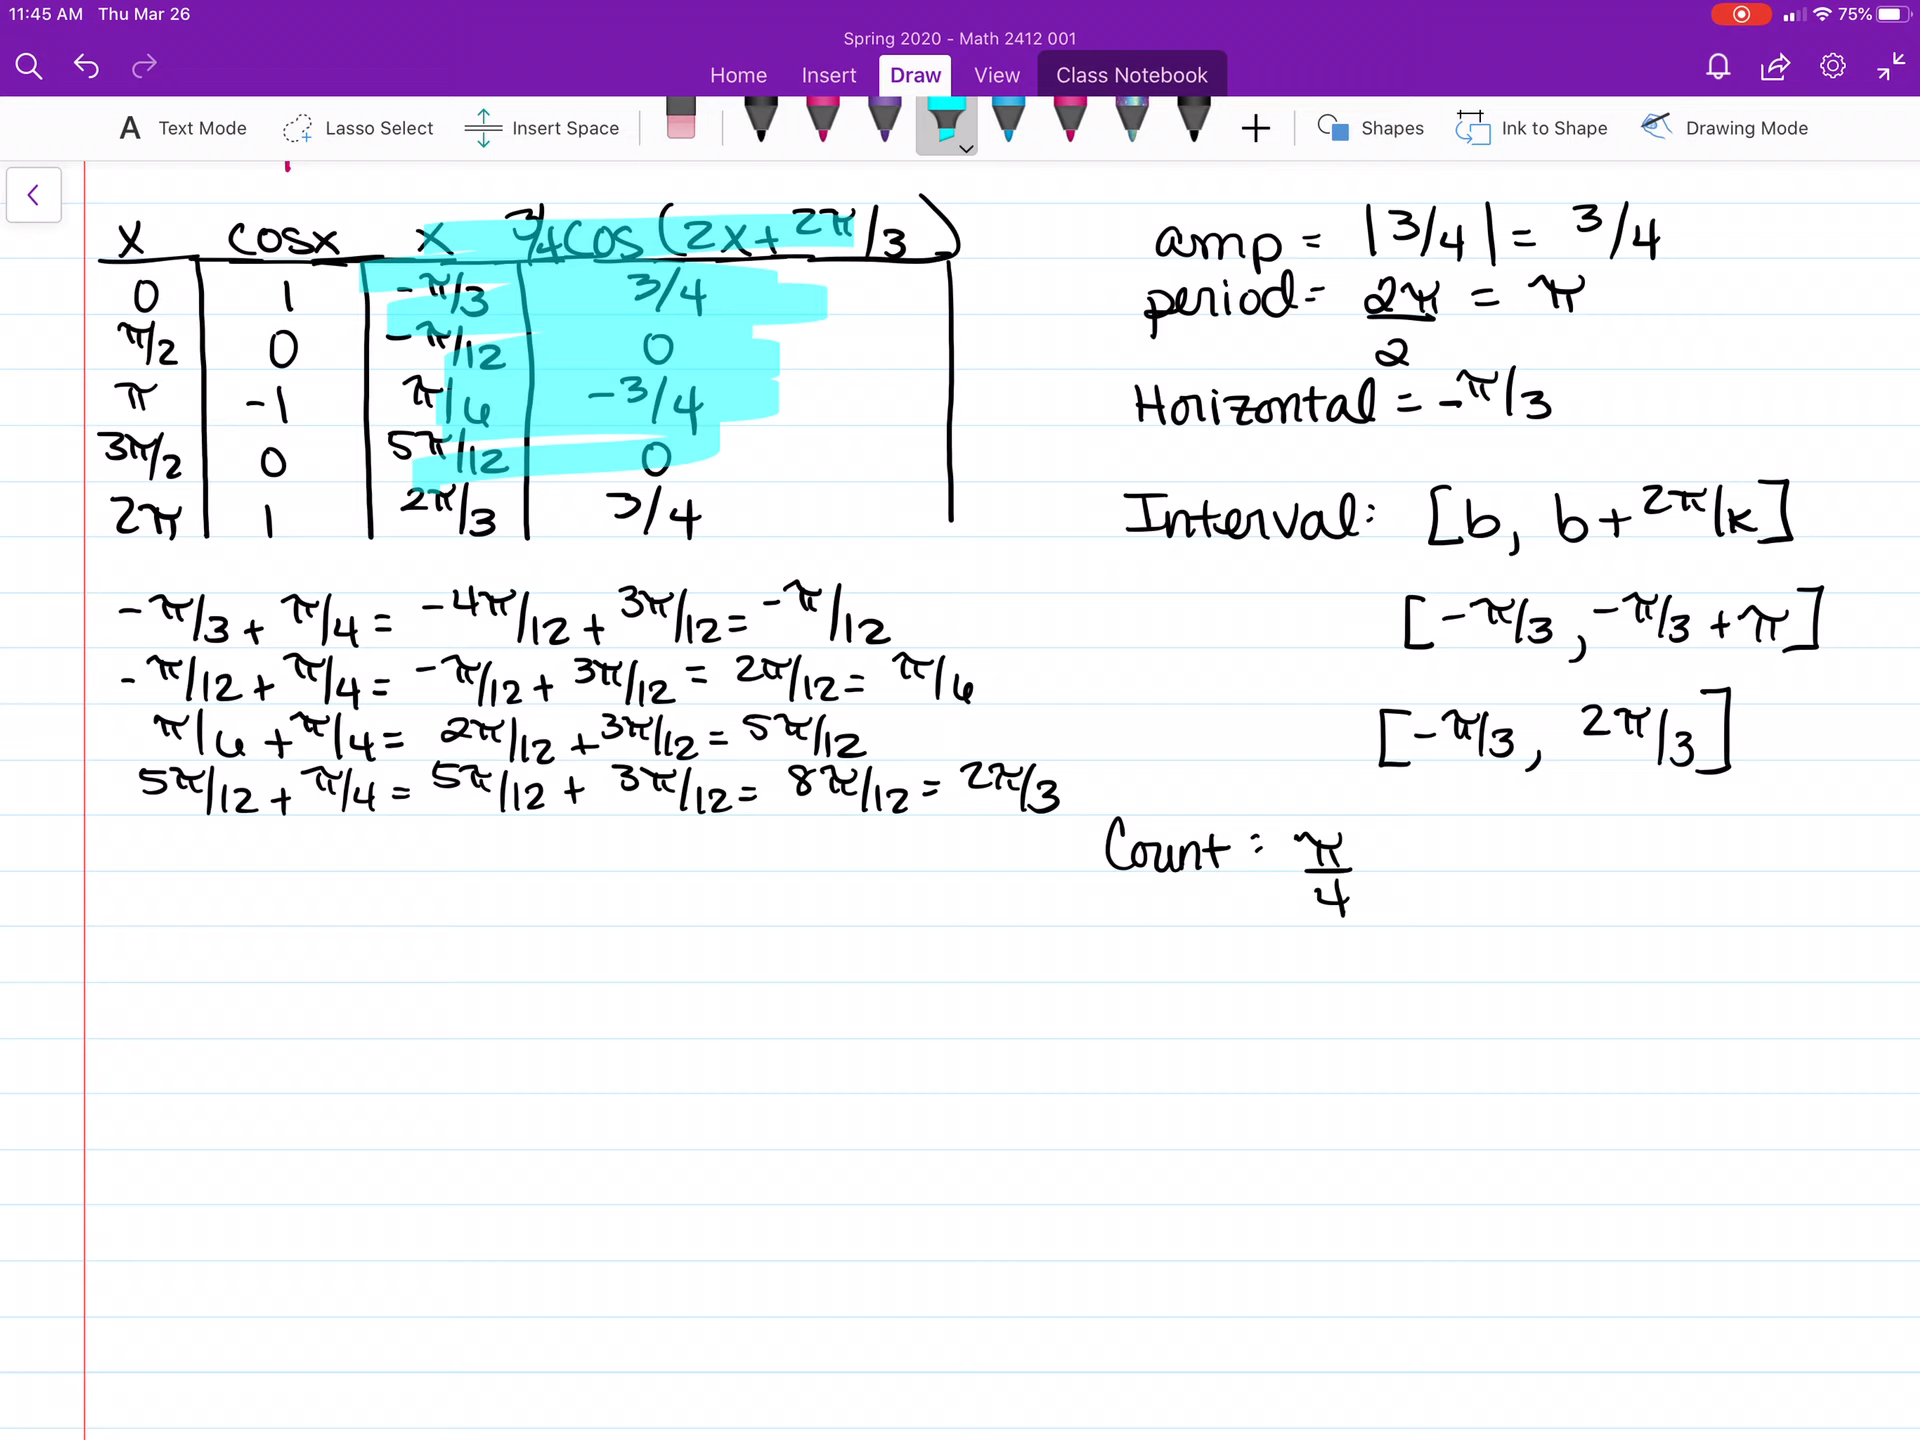 11:45 AM Thu Mar 26
75%
Spring 2020 - Math 2412 001
Home Insert Draw View Class Notebook
A Text Mode Lasso Select Insert Space Shapes Ink to Shape Drawing Mode
x cosx x 3/4cos(2x+2π/3)
0 1 -π/3 3/4
π/2 0 -π/12 0
π -1 π/6 -3/4
3π/2 0 5π/12 0
2π 1 2π/3 3/4
-π/3 + π/4 = -4π/12 + 3π/12 = -π/12
-π/12 + π/4 = -π/12 + 3π/12 = 2π/12 = π/6
π/6 + π/4 = 2π/12 + 3π/12 = 5π/12
5π/12 + π/4 = 5π/12 + 3π/12 = 8π/12 = 2π/3
amp = |3/4| = 3/4
period = 2π/2 = π
Horizontal = -π/3
Interval: [b, b+2π/k]
[-π/3, -π/3 + π]
[-π/3, 2π/3]
Count: π/4